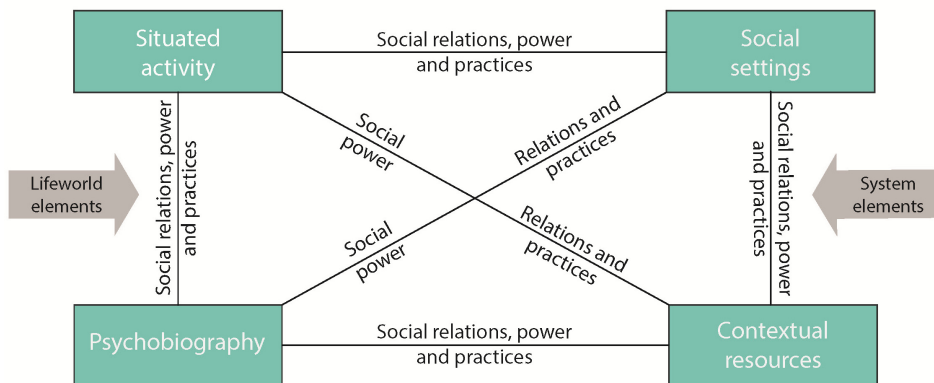 Situated
activity
Social relations, power
and practices
Social
settings
Social relations, power
and practices
Social
power
Relations and
practices
Social relations, power
and practices
Lifeworld
elements
System
elements
Social
power
Relations and
practices
Psychobiography
Social relations, power
and practices
Contextual
resources